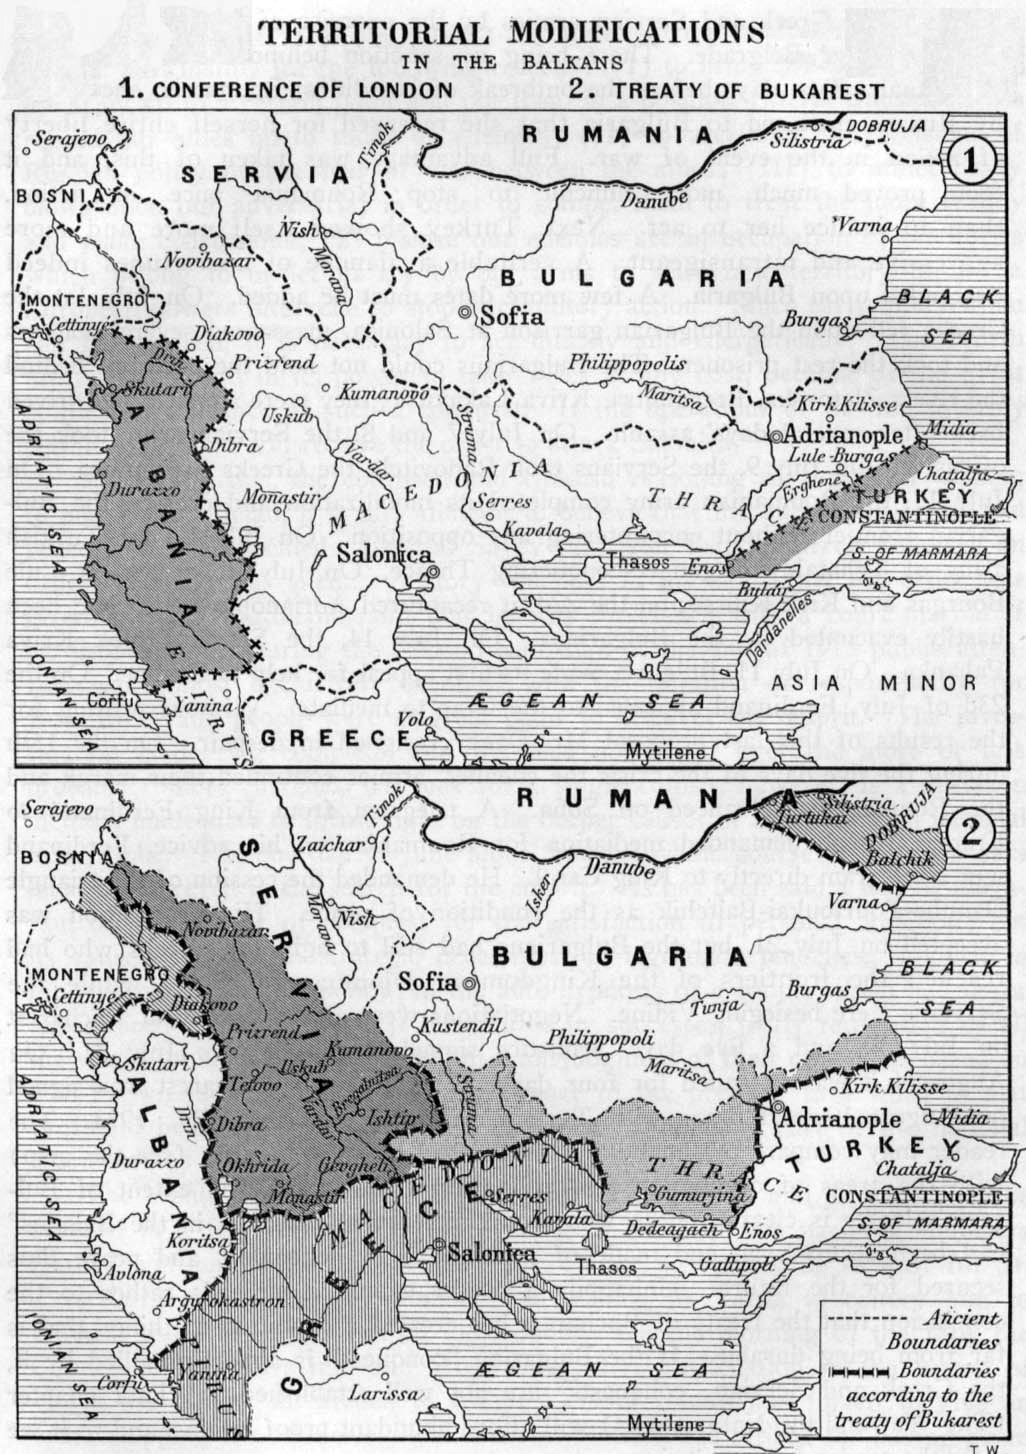 TERRITORIAL MODIFICATIONS
IN THE BALKANS
1. CONFERENCE OF LONDON 2. TREATY OF BUKAREST
1
Serajevo
BOSNIA
SERVIA
Timok
RUMANIA
Silistria
DOBRUJA
Danube
Varna
Nish
Morava
Novibazar
BULGARIA
BLACK
SEA
MONTENEGRO
Cettinye
Diakovo
Sofia
Burgas
Drin
Prizrend
Skutari
Kumanovo
Philippopolis
Maritsa
Uskub
Struma
Kirk Kilisse
ADRIATIC SEA
ALBANIA
Dibra
Vardar
Adrianople
Midia
Lule-Burgas
Durazzo
Monastir
MACEDONIA
Serres
THRACE
Erghene
Chatalja
TURKEY
CONSTANTINOPLE
Kavala
Salonica
Thasos
Enos
S. OF MARMARA
Bulair
Dardanelles
IONIAN SEA
Corfu
EPIRUS
Yanina
GREECE
Volo
ÆGEAN SEA
ASIA MINOR
Mytilene
2
Serajevo
BOSNIA
SERVIA
Zaichar
Timok
RUMANIA
Silistria
Turtukai
DOBRUJA
Baltchik
Danube
Isker
Varna
Nish
Morava
Novibazar
BULGARIA
BLACK
SEA
MONTENEGRO
Cettinye
Diakovo
Sofia
Burgas
Tunja
Prizrend
Kustendil
Philippopoli
Skutari
Kumanovo
Uskub
Tetovo
Maritsa
Bregalnitsa
Struma
Kirk Kilisse
ADRIATIC SEA
ALBANIA
Drin
Dibra
Vardar
Ishtip
Adrianople
Midia
TURKEY
Durazzo
Okhrida
Gevgheli
MACEDONIA
THRACE
Chatalja
Monastir
Serres
Gumurjina
CONSTANTINOPLE
Kavala
Dedeagach
Enos
S. OF MARMARA
Koritsa
Salonica
Thasos
Gallipoli
Avlona
Argyrokastron
GREECE
IONIAN SEA
Corfu
EPIRUS
Yanina
Larissa
ÆGEAN SEA
Mytilene
Ancient
Boundaries
Boundaries
according to the
treaty of Bukarest
T.W.